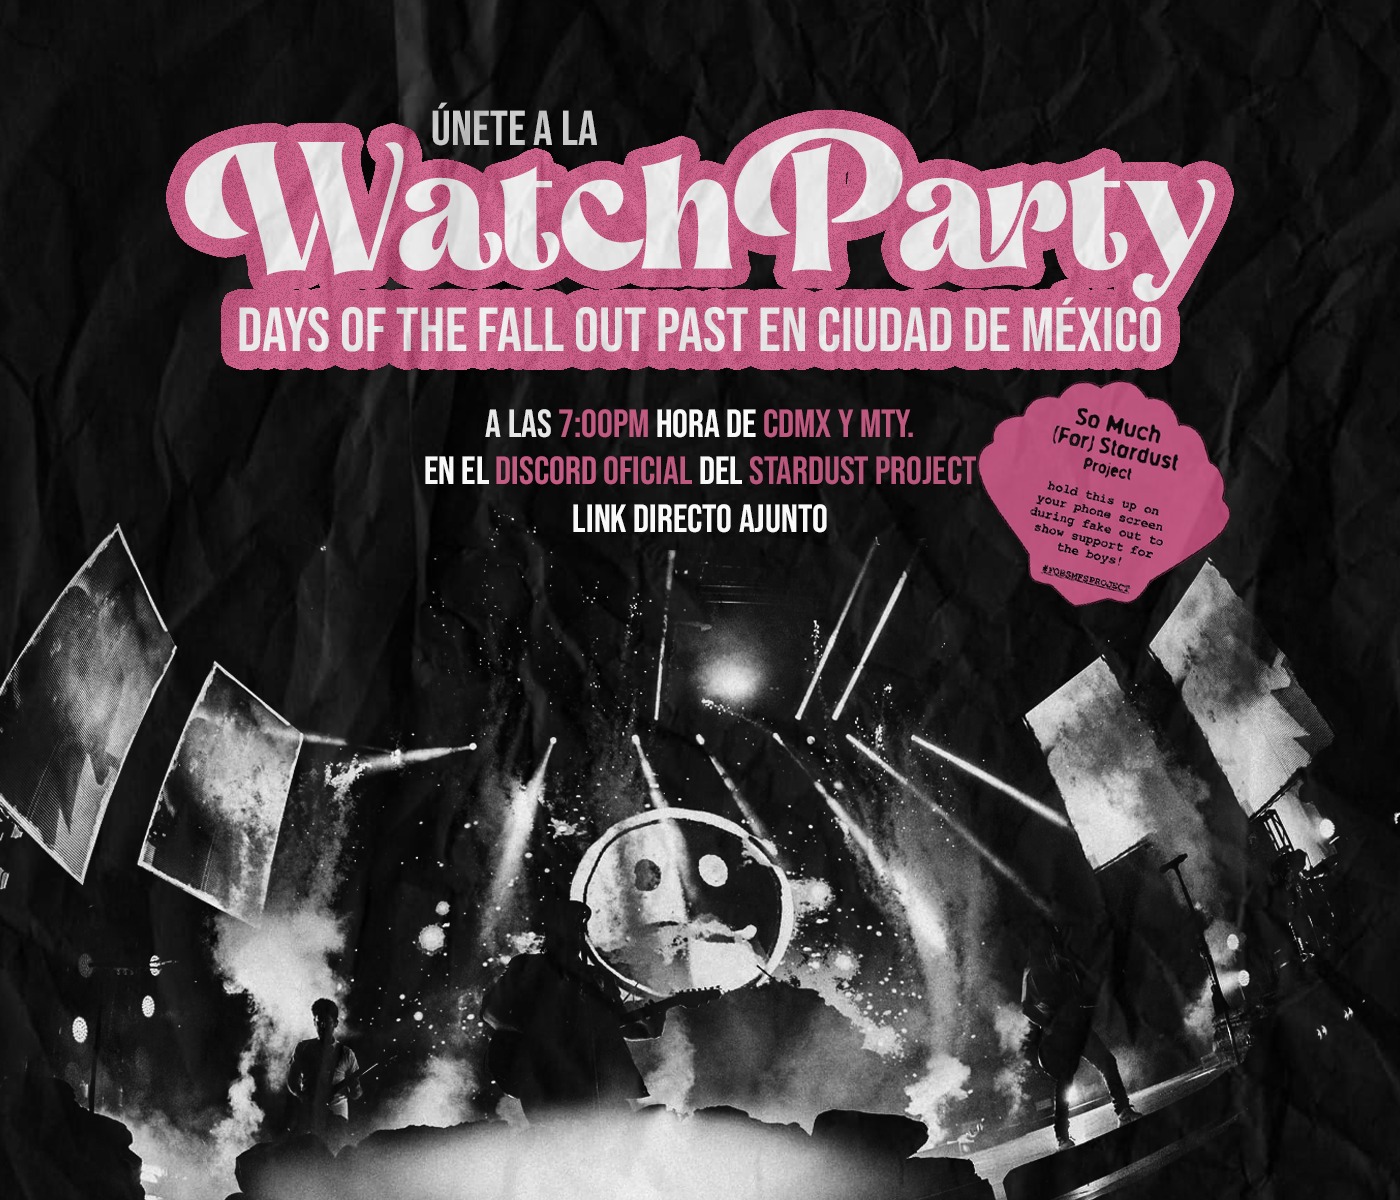 ÚNETE A LA
WatchParty
DAYS OF THE FALL OUT PAST EN CIUDAD DE MÉXICO
A LAS 7:00PM HORA DE CDMX Y MTY.
EN EL DISCORD OFICIAL DEL STARDUST PROJECT
LINK DIRECTO AJUNTO
So Much
(For) Stardust
Project
hold this up on
your phone screen
during fake out to
show support for
the boys!
#FOBSMFSPROJECT